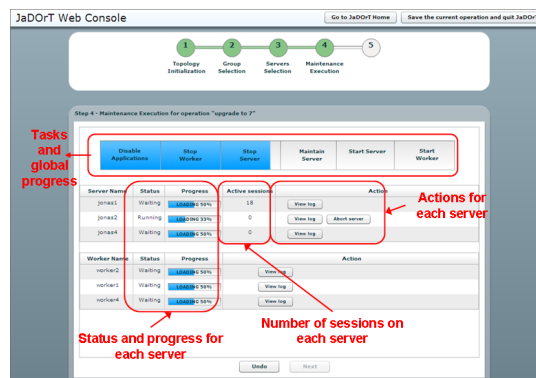 JaDOrT Web Console
Go to JaDOrT Home
Save the current operation and quit JaDOrT
1 2 3 4 5
Topology Initialization
Group Selection
Servers Selection
Maintenance Execution
Step 4 - Maintenance Execution for operation "upgrade to 7"
Tasks and global progress
Disable Applications
Stop Worker
Stop Server
Maintain Server
Start Server
Start Worker
Server Name Status Progress Active sessions Action
jonas1 Waiting LOADING 50% 18 View log
jonas2 Running LOADING 33% 0 View log Abort server
jonas4 Waiting LOADING 50% 0 View log
Actions for each server
Worker Name Status Progress Action
worker2 Waiting LOADING 50% View log
worker1 Waiting LOADING 50% View log
worker4 Waiting LOADING 50% View log
Status and progress for each server
Number of sessions on each server
Undo
Next